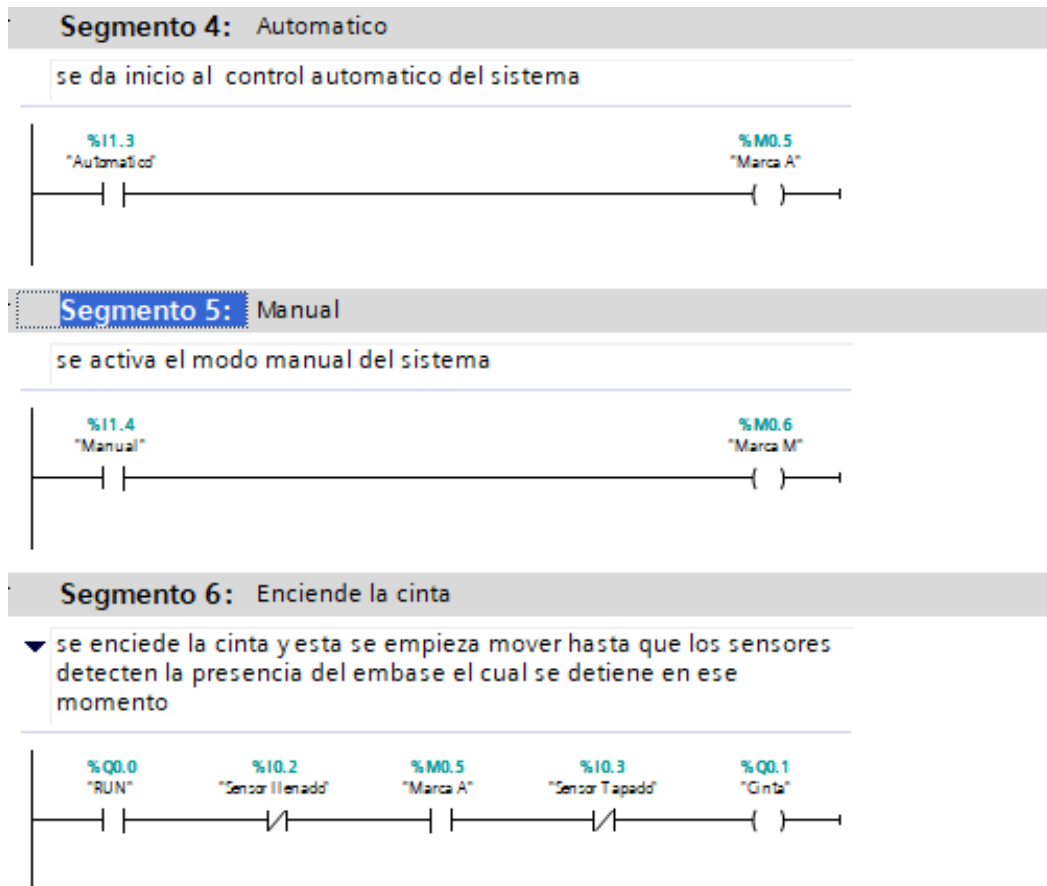 Segmento 4: Automatico
se da inicio al control automatico del sistema
%I1.3 %M0.5
"Automatico" "Marca A"
Segmento 5: Manual
se activa el modo manual del sistema
%I1.4 %M0.6
"Manual" "Marca M"
Segmento 6: Enciende la cinta
se enciede la cinta y esta se empieza mover hasta que los sensores
detecten la presencia del embase el cual se detiene en ese
momento
%Q0.0 %I0.2 %M0.5 %I0.3 %Q0.1
"RUN" "Sensor llenado" "Marca A" "Sensor Tapado" "Cinta"